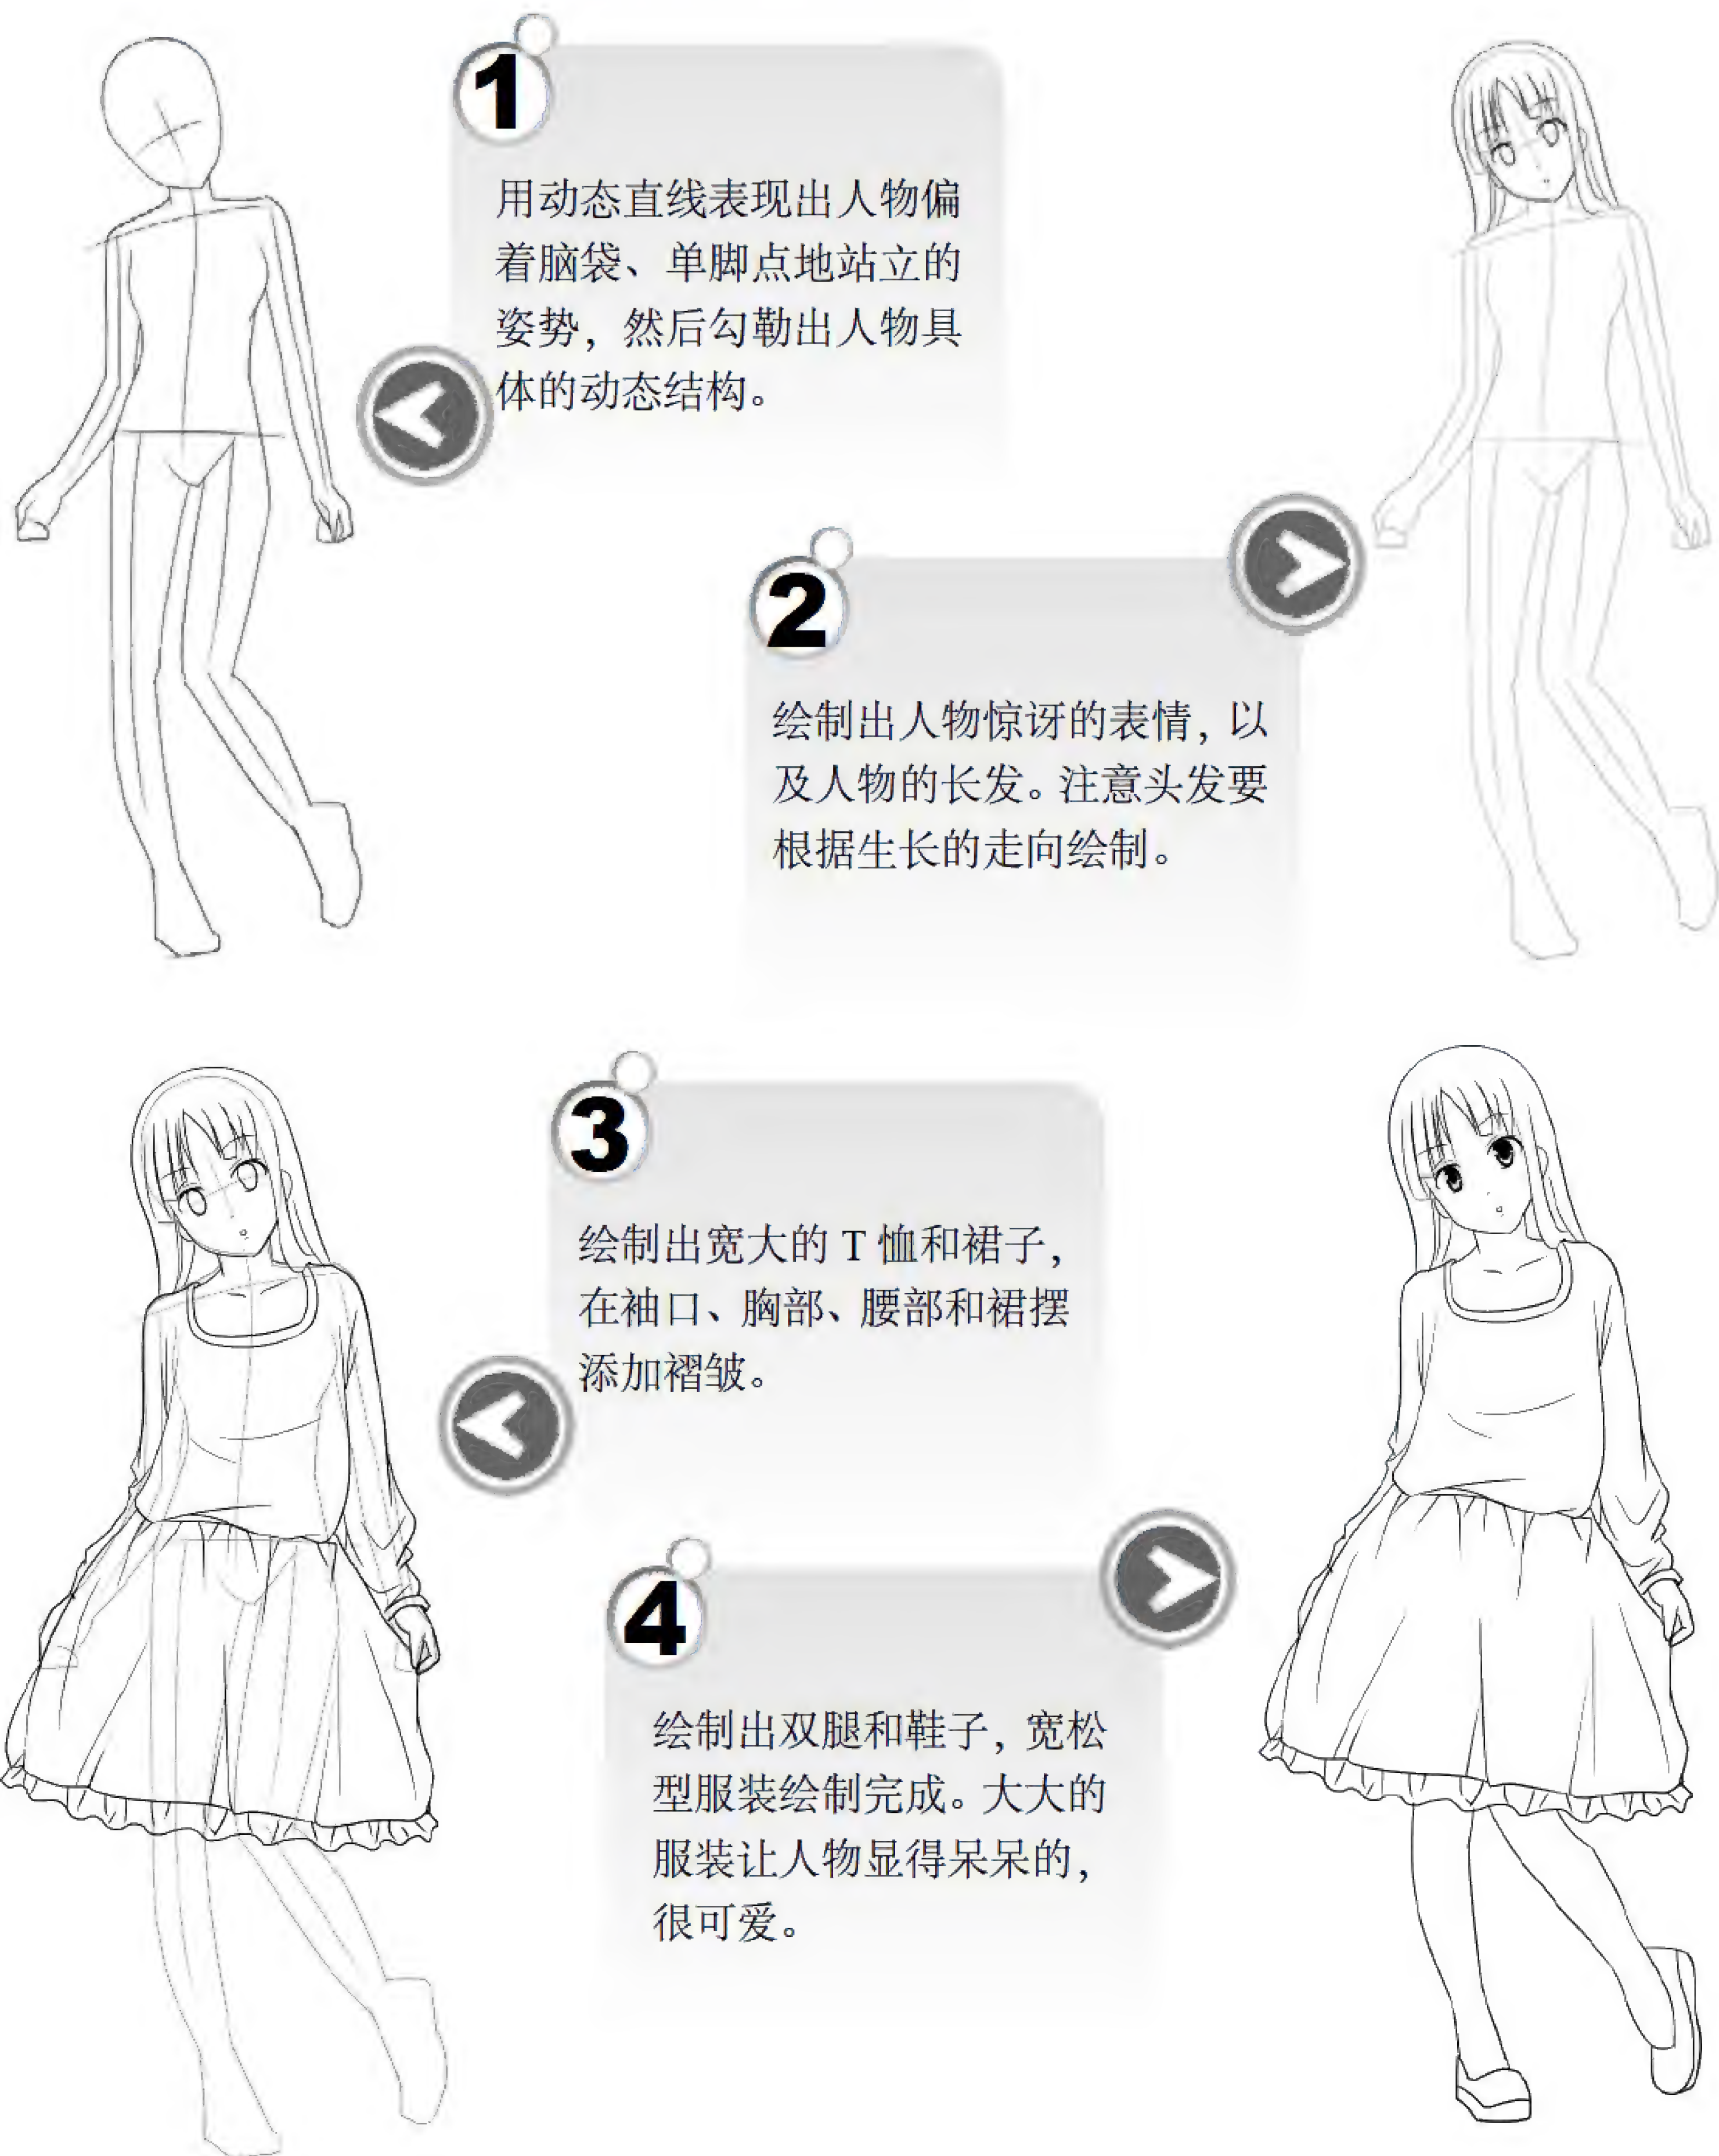 1
用动态直线表现出人物偏
着脑袋、单脚点地站立的
姿势，然后勾勒出人物具
体的动态结构。
2
绘制出人物惊讶的表情，以
及人物的长发。注意头发要
根据生长的走向绘制。
3
绘制出宽大的 T 恤和裙子，
在袖口、胸部、腰部和裙摆
添加褶皱。
4
绘制出双腿和鞋子，宽松
型服装绘制完成。大大的
服装让人物显得呆呆的，
很可爱。